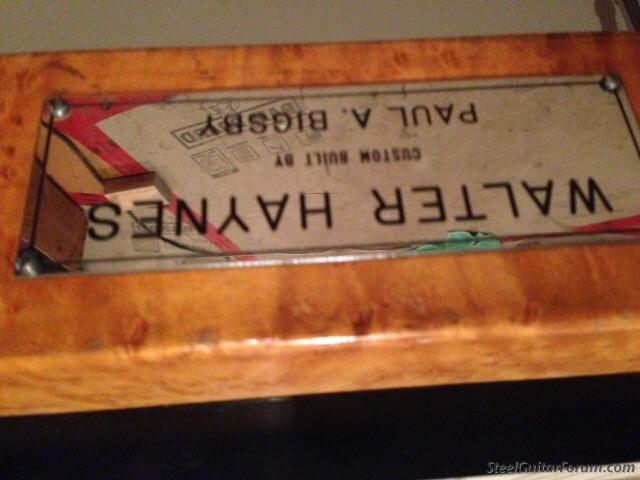 WALTER HAYNES
CUSTOM BUILT BY
PAUL A. BIGSBY
SteelGuitarForum.com